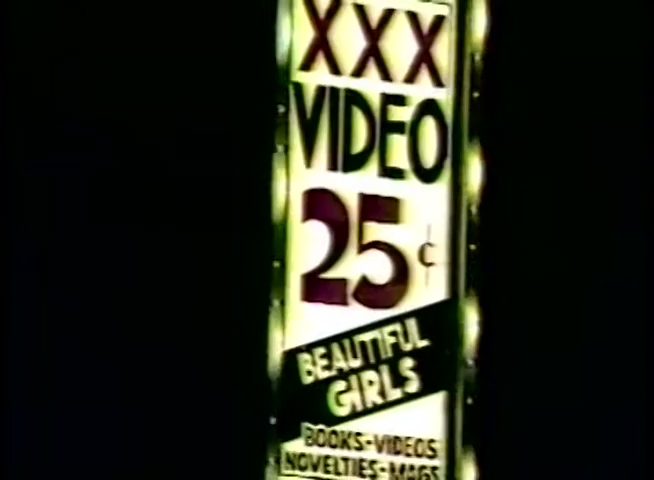 XXX
VIDEO
25¢
BEAUTIFUL
GIRLS
BOOKS-VIDEOS
NOVELTIES-MAGS